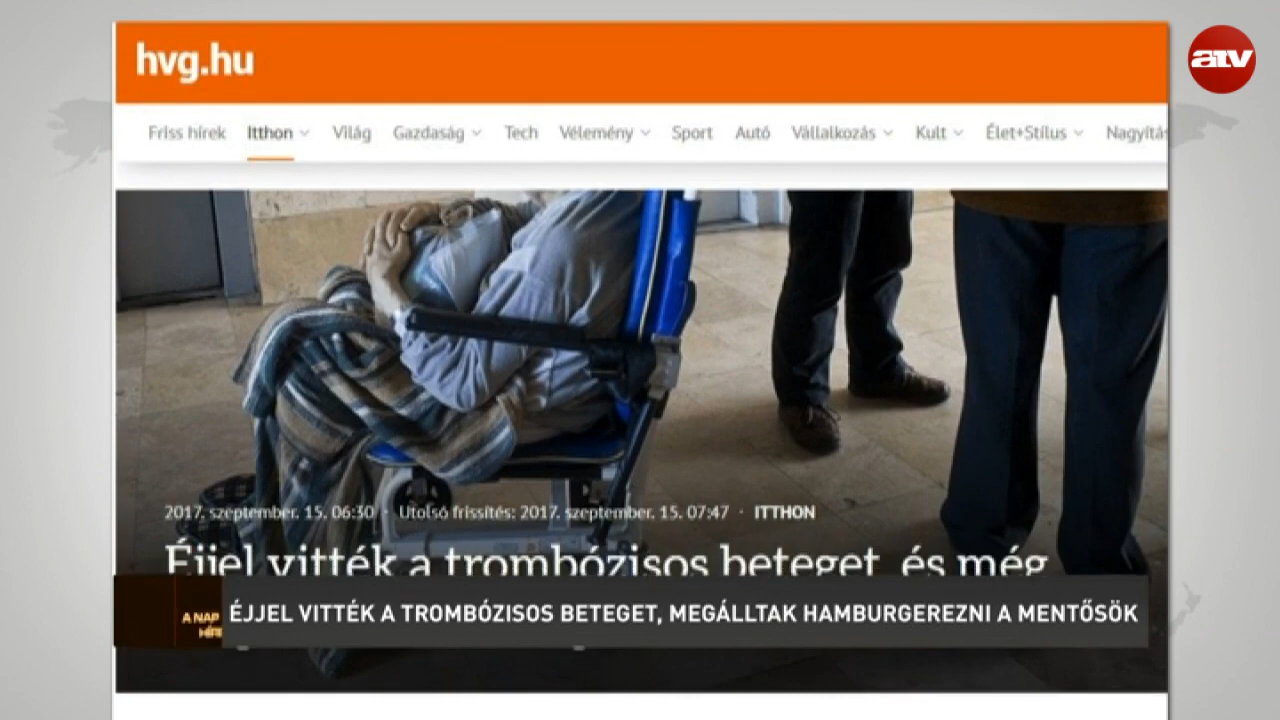 hvg.hu
atv
Friss hírek Itthon Világ Gazdaság Tech Vélemény Sport Autó Vállalkozás Kult Élet+Stílus
2017. szeptember. 15. 06:30 · Utolsó frissítés: 2017. szeptember. 15. 07:47 · ITTHON
Éjjel vitték a trombózisos beteget, és még
A NAP
ÉJJEL VITTÉK A TROMBÓZISOS BETEGET, MEGÁLLTAK HAMBURGEREZNI A MENTŐSÖK